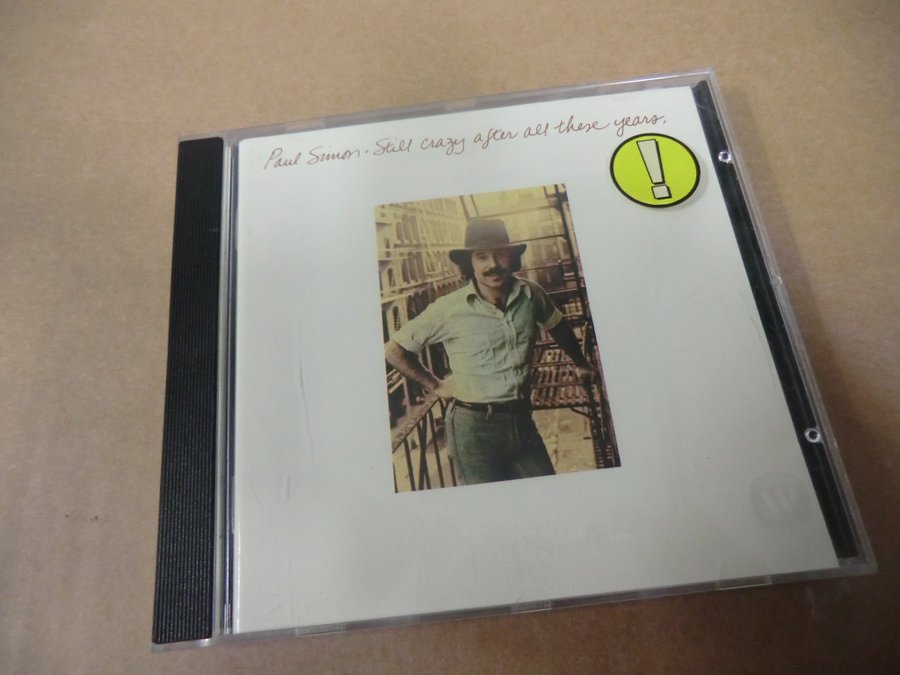 Paul Simon · Still crazy after all these years.
!